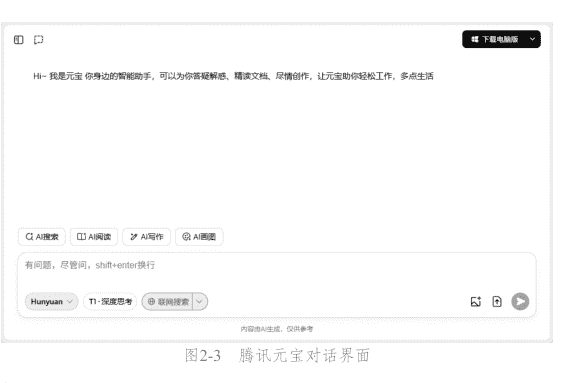 下载电脑版
Hi~ 我是元宝 你身边的智能助手，可以为你答疑解惑、精读文档、尽情创作，让元宝助你轻松工作，多点生活
AI搜索 AI阅读 AI写作 AI画图
有问题，尽管问，shift+enter换行
Hunyuan T1·深度思考 联网搜索
内容由AI生成，仅供参考
图2-3 腾讯元宝对话界面